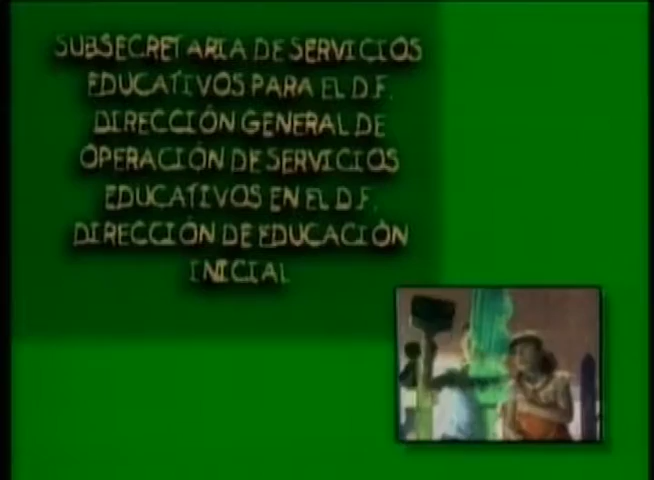 SUBSECRETARIA DE SERVICIOS
EDUCATIVOS PARA EL D.F.
DIRECCIÓN GENERAL DE
OPERACIÓN DE SERVICIOS
EDUCATIVOS EN EL D.F.
DIRECCIÓN DE EDUCACIÓN
INICIAL